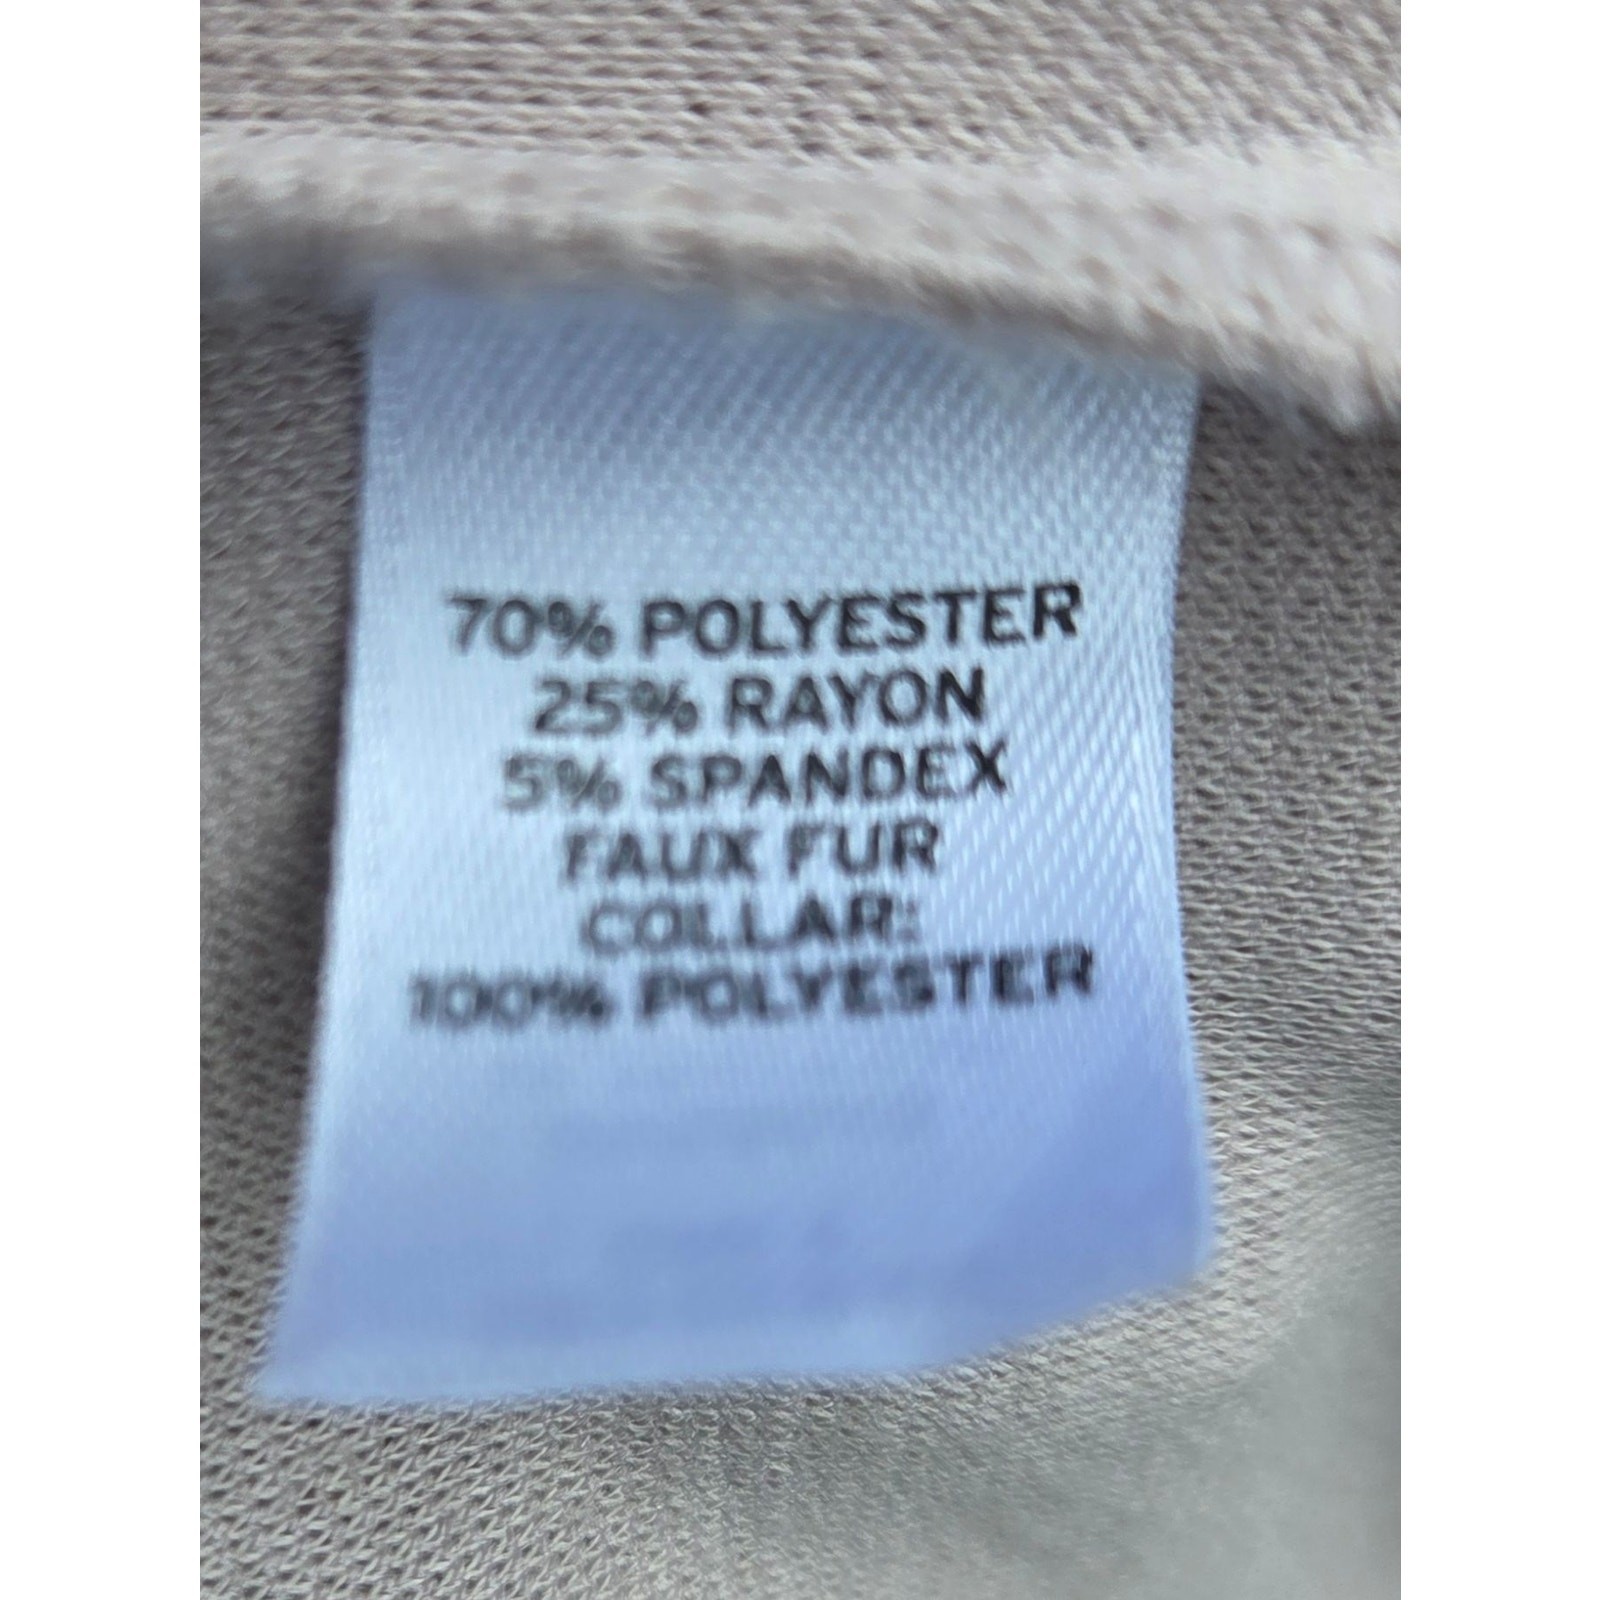 70% POLYESTER
25% RAYON
5% SPANDEX
FAUX FUR
COLLAR:
100% POLYESTER